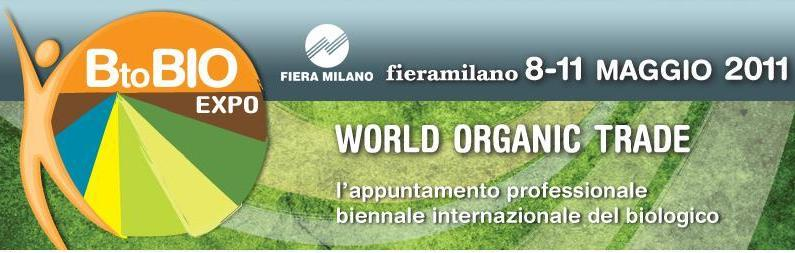 BtoBIO
EXPO
FIERA MILANO
fieramilano 8-11 MAGGIO 2011
WORLD ORGANIC TRADE
l'appuntamento professionale
biennale internazionale del biologico